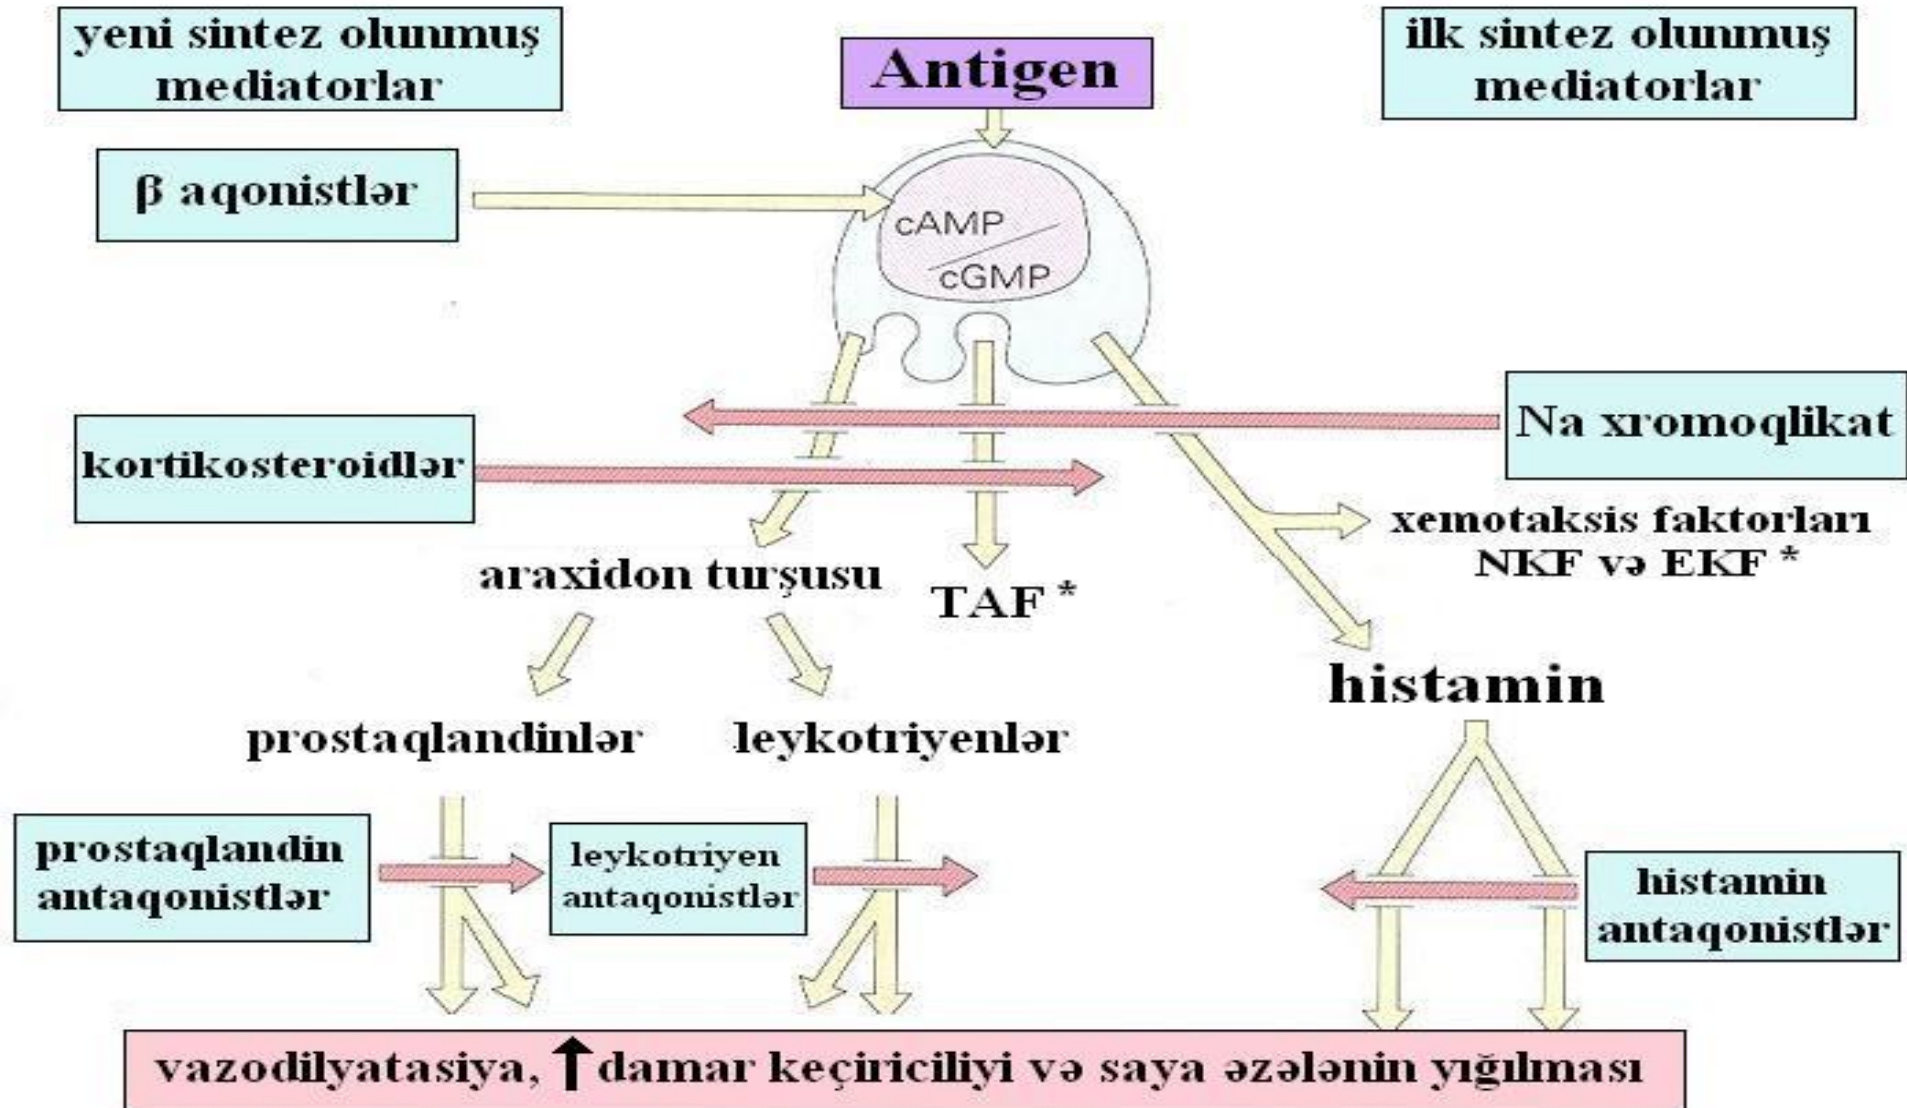 yeni sintez olunmuş
mediatorlar
Antigen
ilk sintez olunmuş
mediatorlar
β aqonistlər
cAMP
cGMP
Na xromoqlikat
kortikosteroidlər
xemotaksis faktorları
NKF və EKF *
araxidon turşusu
TAF *
histamin
prostaqlandinlər
leykotriyenlər
prostaqlandin
antaqonistlər
leykotriyen
antaqonistlər
histamin
antaqonistlər
vazodilyatasiya, ↑ damar keçiriciliyi və saya əzələnin yığılması